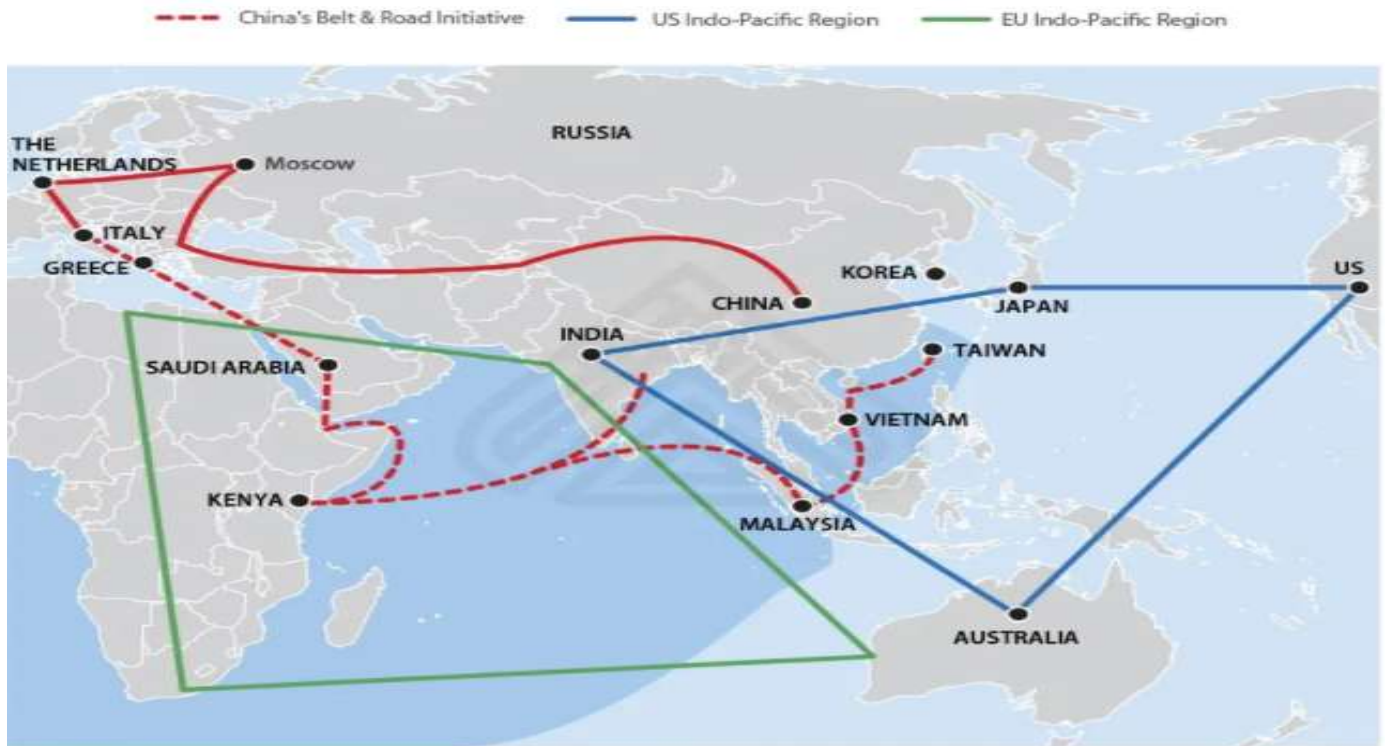 China's Belt & Road Initiative
US Indo-Pacific Region
EU Indo-Pacific Region
RUSSIA
THE
NETHERLANDS
Moscow
ITALY
GREECE
KOREA
US
CHINA
JAPAN
INDIA
TAIWAN
SAUDI ARABIA
VIETNAM
KENYA
MALAYSIA
AUSTRALIA